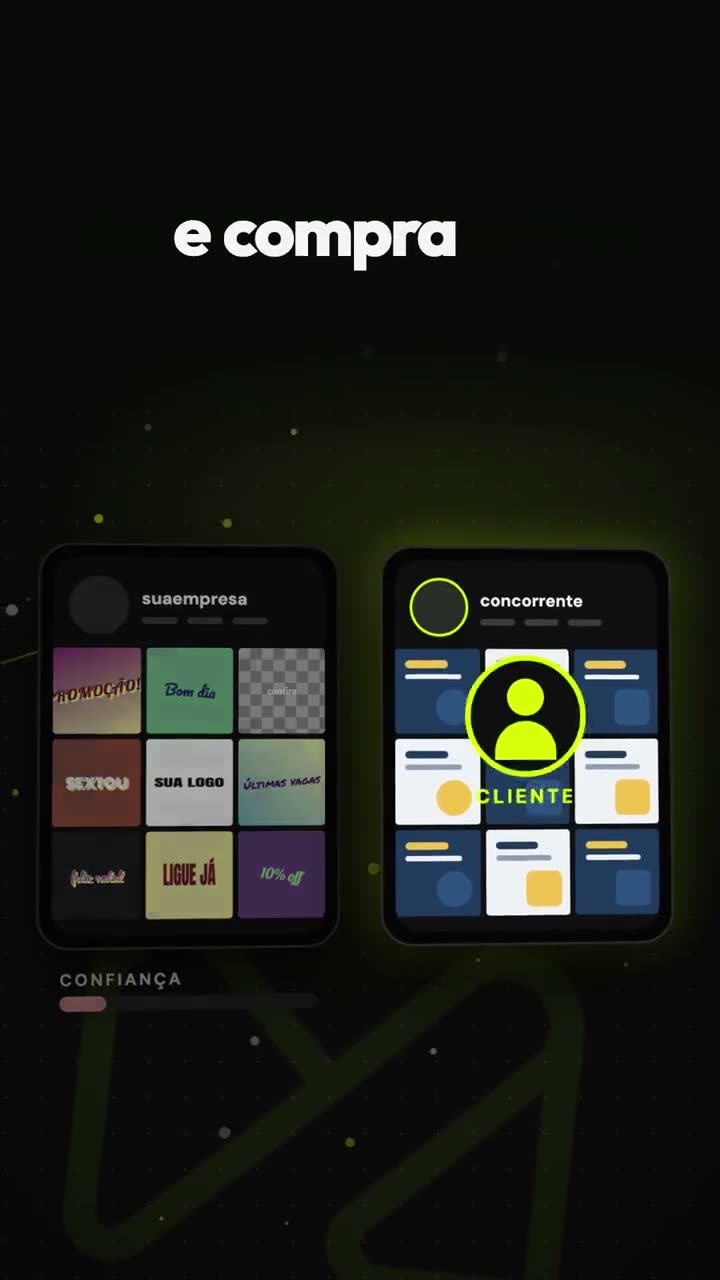 e compra
suaempresa
PROMOÇÃO!
Bom dia
confira
SEXTOU
SUA LOGO
ÚLTIMAS VAGAS
feliz natal
LIGUE JÁ
10% off
CONFIANÇA
concorrente
CLIENTE